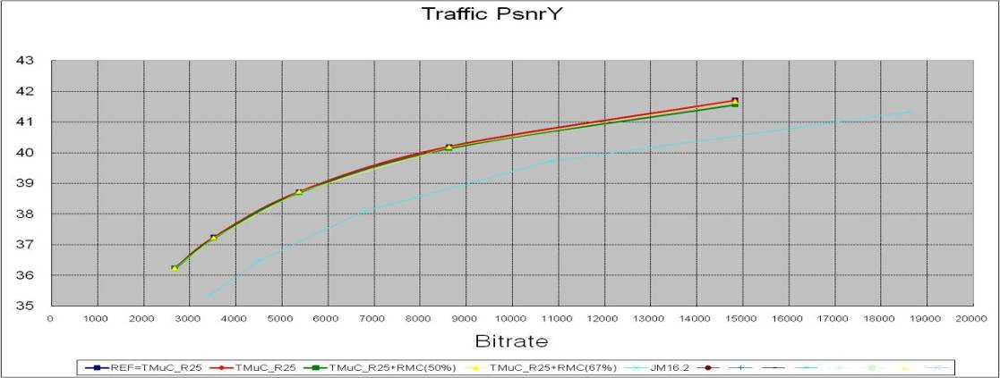 Traffic PsnrY
43
42
41
40
39
38
37
36
35
0 1000 2000 3000 4000 5000 6000 7000 8000 9000 10000 11000 12000 13000 14000 15000 16000 17000 18000 19000 20000
Bitrate
REF=TMuC_R25 TMuC_R25 TMuC_R25+RMC(50%) TMuC_R25+RMC(67%) JM16.2